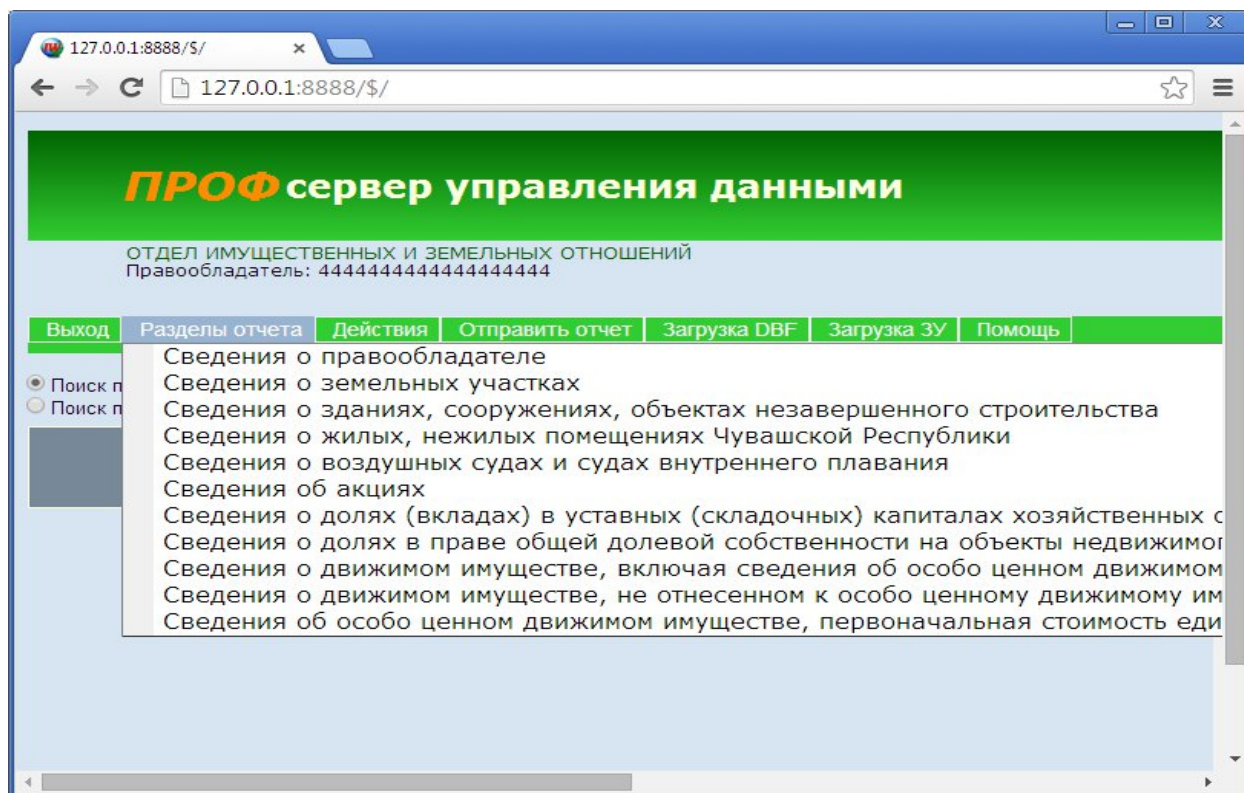 127.0.0.1:8888/$/
127.0.0.1:8888/$/
ПРОФ сервер управления данными
ОТДЕЛ ИМУЩЕСТВЕННЫХ И ЗЕМЕЛЬНЫХ ОТНОШЕНИЙ
Правообладатель: 4444444444444444444
Выход Разделы отчета Действия Отправить отчет Загрузка DBF Загрузка ЗУ Помощь
Сведения о правообладателе
Поиск п Сведения о земельных участках
Поиск п Сведения о зданиях, сооружениях, объектах незавершенного строительства
Сведения о жилых, нежилых помещениях Чувашской Республики
Сведения о воздушных судах и судах внутреннего плавания
Сведения об акциях
Сведения о долях (вкладах) в уставных (складочных) капиталах хозяйственных с
Сведения о долях в праве общей долевой собственности на объекты недвижимог
Сведения о движимом имуществе, включая сведения об особо ценном движимом
Сведения о движимом имуществе, не отнесенном к особо ценному движимому им
Сведения об особо ценном движимом имуществе, первоначальная стоимость еди